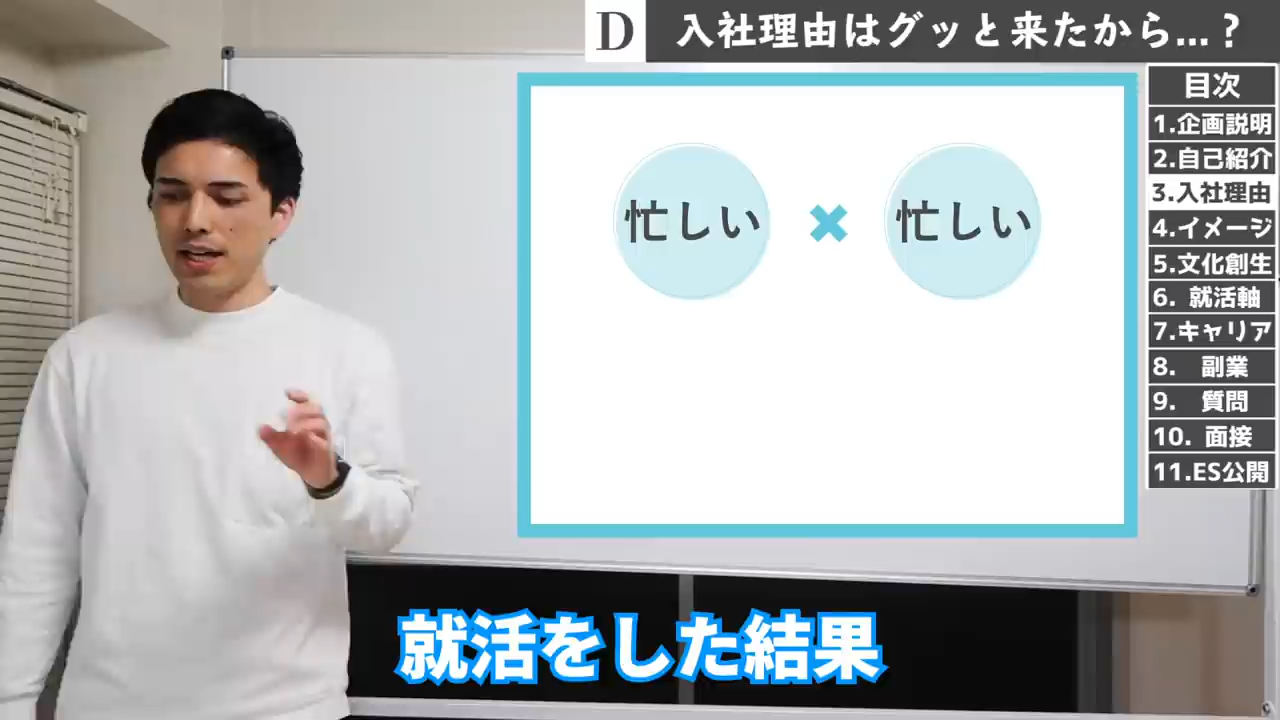 D
入社理由はグッと来たから...？
目次
1.企画説明
2.自己紹介
3.入社理由
4.イメージ
5.文化創生
6. 就活軸
7.キャリア
8. 副業
9. 質問
10. 面接
11.ES公開
忙しい × 忙しい
就活をした結果